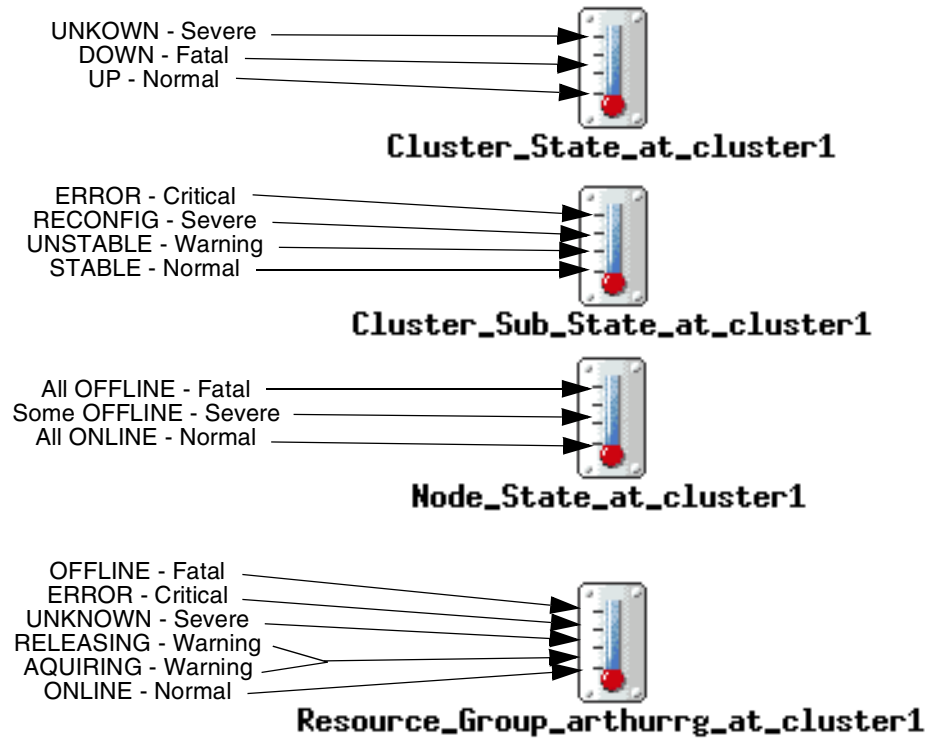 UNKOWN - Severe
DOWN - Fatal
UP - Normal
Cluster_State_at_cluster1
ERROR - Critical
RECONFIG - Severe
UNSTABLE - Warning
STABLE - Normal
Cluster_Sub_State_at_cluster1
All OFFLINE - Fatal
Some OFFLINE - Severe
All ONLINE - Normal
Node_State_at_cluster1
OFFLINE - Fatal
ERROR - Critical
UNKNOWN - Severe
RELEASING - Warning
AQUIRING - Warning
ONLINE - Normal
Resource_Group_arthurrg_at_cluster1